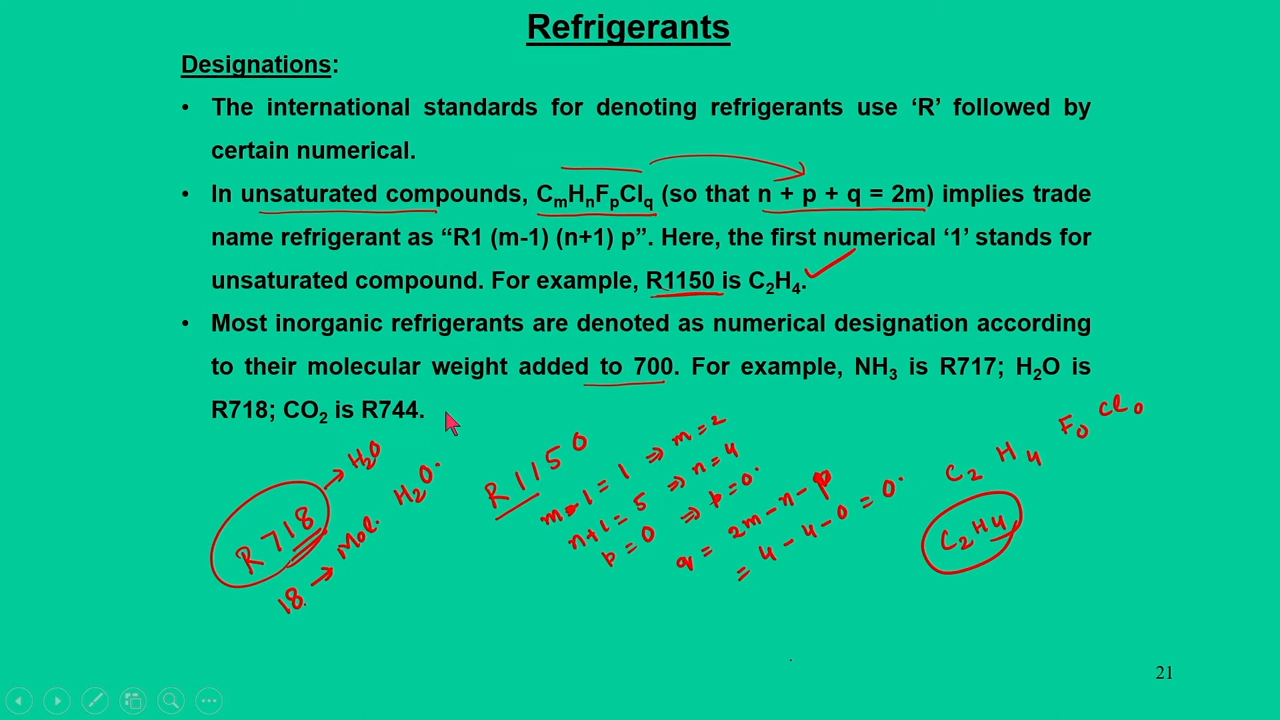 Refrigerants
Designations:
• The international standards for denoting refrigerants use ‘R’ followed by
certain numerical.
• In unsaturated compounds, CmHnFpClq (so that n + p + q = 2m) implies trade
name refrigerant as “R1 (m-1) (n+1) p”. Here, the first numerical ‘1’ stands for
unsaturated compound. For example, R1150 is C2H4.
• Most inorganic refrigerants are denoted as numerical designation according
to their molecular weight added to 700. For example, NH3 is R717; H2O is
R718; CO2 is R744.
R 718 → H2O
18 → Mol. H2O.
R 1150
m-1 = 1 ⇒ m = 2
n+1 = 5 ⇒ n = 4
p = 0 ⇒ p = 0.
q = 2m - n - p
= 4 - 4 - 0 = 0.
C2 H4 F0 Cl0
C2H4
21